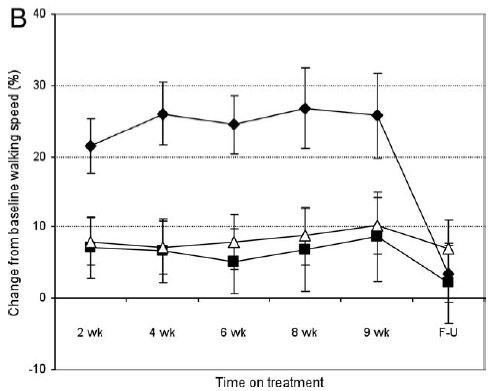 B
40
30
20
10
0
-10
Change from baseline walking speed (%)
2 wk 4 wk 6 wk 8 wk 9 wk F-U
Time on treatment